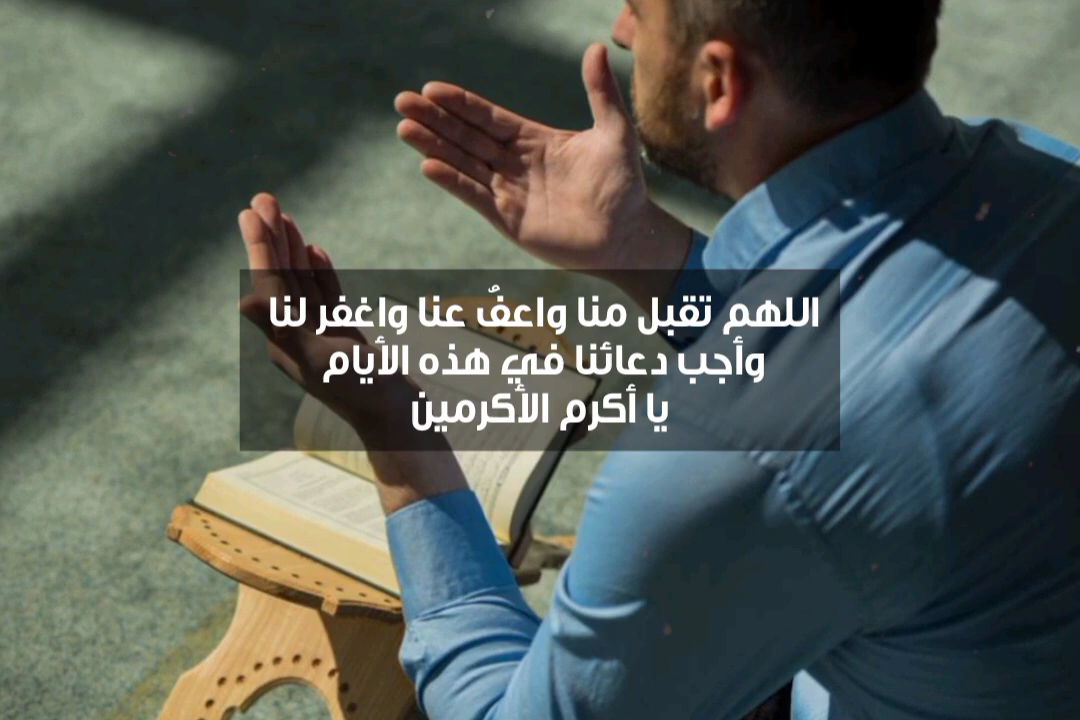 اللهم تقبل منا واعفُ عنا واغفر لنا
وأجب دعائنا في هذه الأيام
يا أكرم الأكرمين